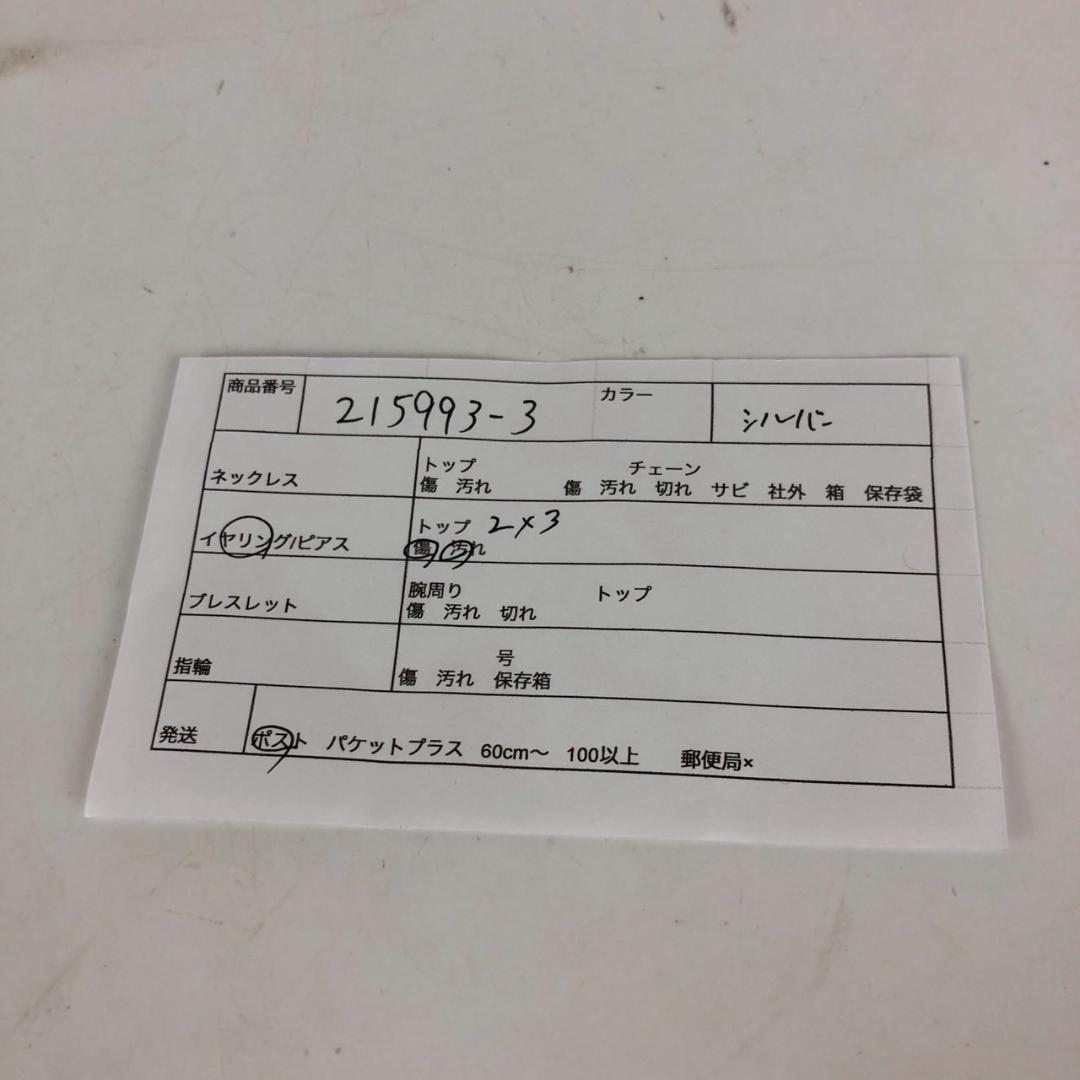 商品番号 215993-3 カラー シルバー
ネックレス トップ チェーン
傷 汚れ 傷 汚れ 切れ サビ 社外 箱 保存袋
イヤリング/ピアス トップ 2×3
傷 汚れ
ブレスレット 腕周り トップ
傷 汚れ 切れ
指輪 号
傷 汚れ 保存箱
発送 ポスト パケットプラス 60cm～ 100以上 郵便局×